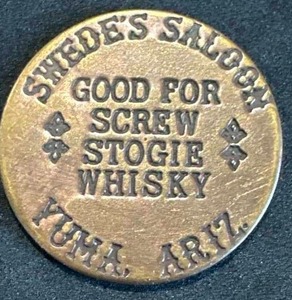 SWEDE'S SALOON
GOOD FOR
SCREW
STOGIE
WHISKY
YUMA, ARIZ.